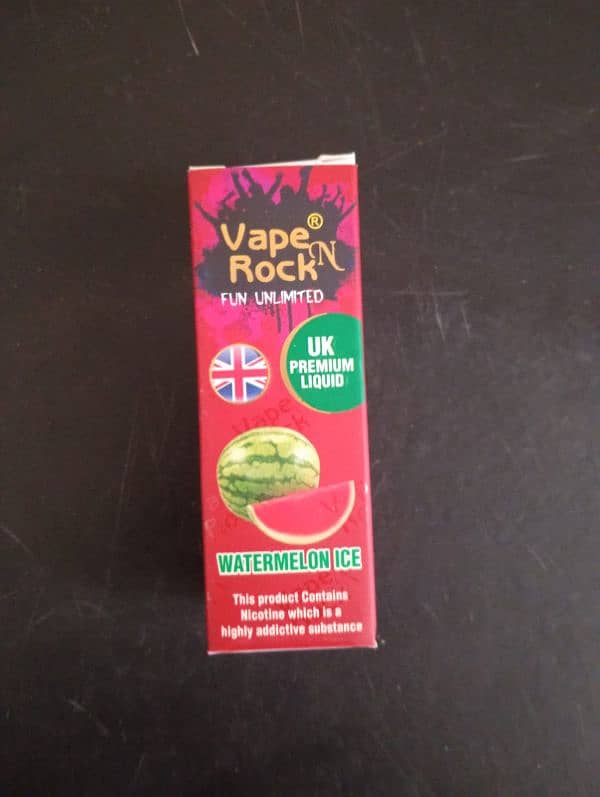 Vape®
Rock N
FUN UNLIMITED
UK
PREMIUM
LIQUID
WATERMELON ICE
This product Contains
Nicotine which is a
highly addictive substance